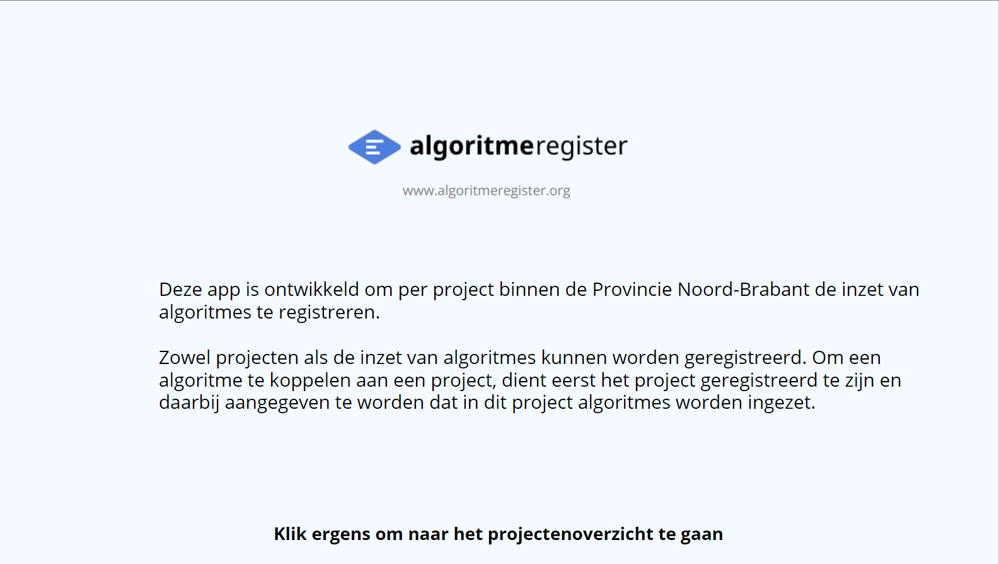 algoritmeregister
www.algoritmeregister.org
Deze app is ontwikkeld om per project binnen de Provincie Noord-Brabant de inzet van
algoritmes te registreren.
Zowel projecten als de inzet van algoritmes kunnen worden geregistreerd. Om een
algoritme te koppelen aan een project, dient eerst het project geregistreerd te zijn en
daarbij aangegeven te worden dat in dit project algoritmes worden ingezet.
Klik ergens om naar het projectenoverzicht te gaan